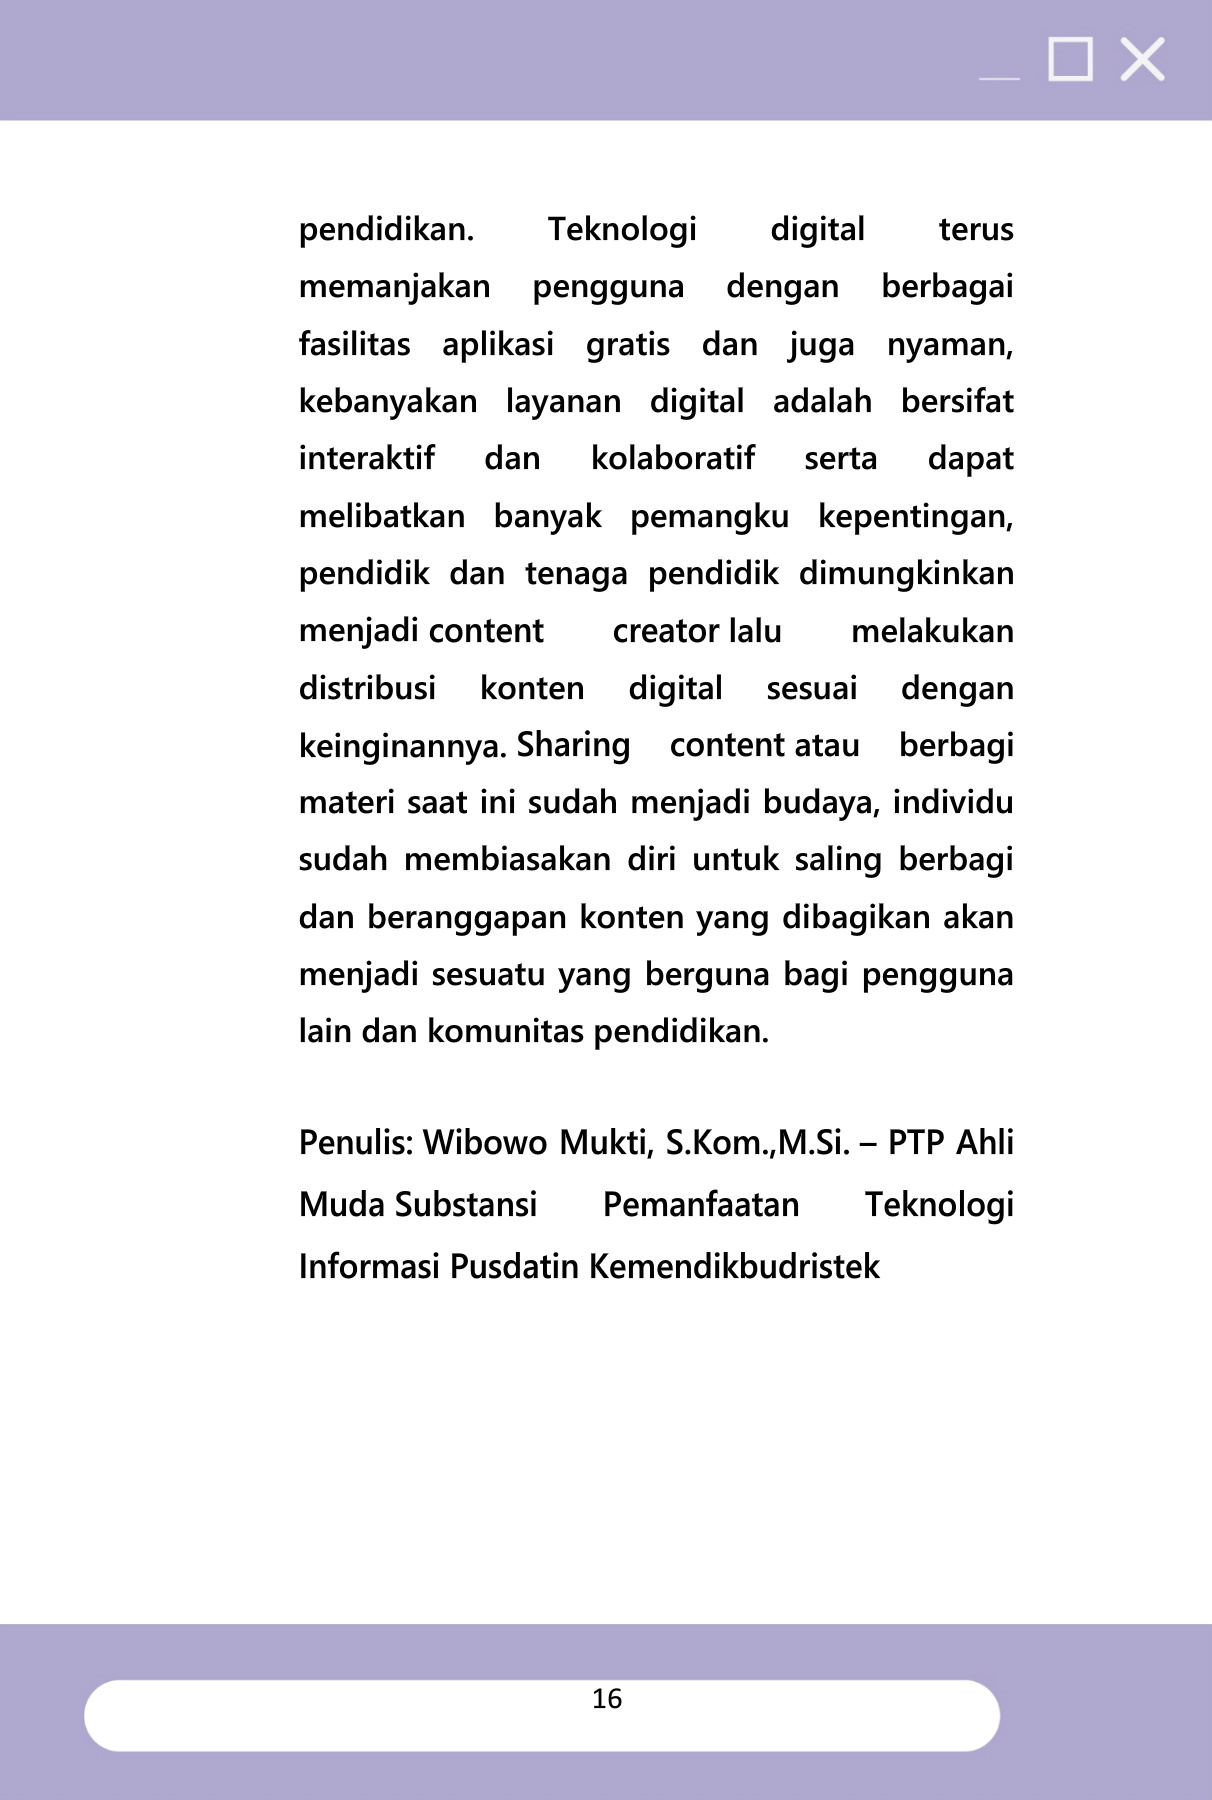 pendidikan. Teknologi digital terus
memanjakan pengguna dengan berbagai
fasilitas aplikasi gratis dan juga nyaman,
kebanyakan layanan digital adalah bersifat
interaktif dan kolaboratif serta dapat
melibatkan banyak pemangku kepentingan,
pendidik dan tenaga pendidik dimungkinkan
menjadi content creator lalu melakukan
distribusi konten digital sesuai dengan
keinginannya. Sharing content atau berbagi
materi saat ini sudah menjadi budaya, individu
sudah membiasakan diri untuk saling berbagi
dan beranggapan konten yang dibagikan akan
menjadi sesuatu yang berguna bagi pengguna
lain dan komunitas pendidikan.
Penulis: Wibowo Mukti, S.Kom.,M.Si. – PTP Ahli
Muda Substansi Pemanfaatan Teknologi
Informasi Pusdatin Kemendikbudristek
16